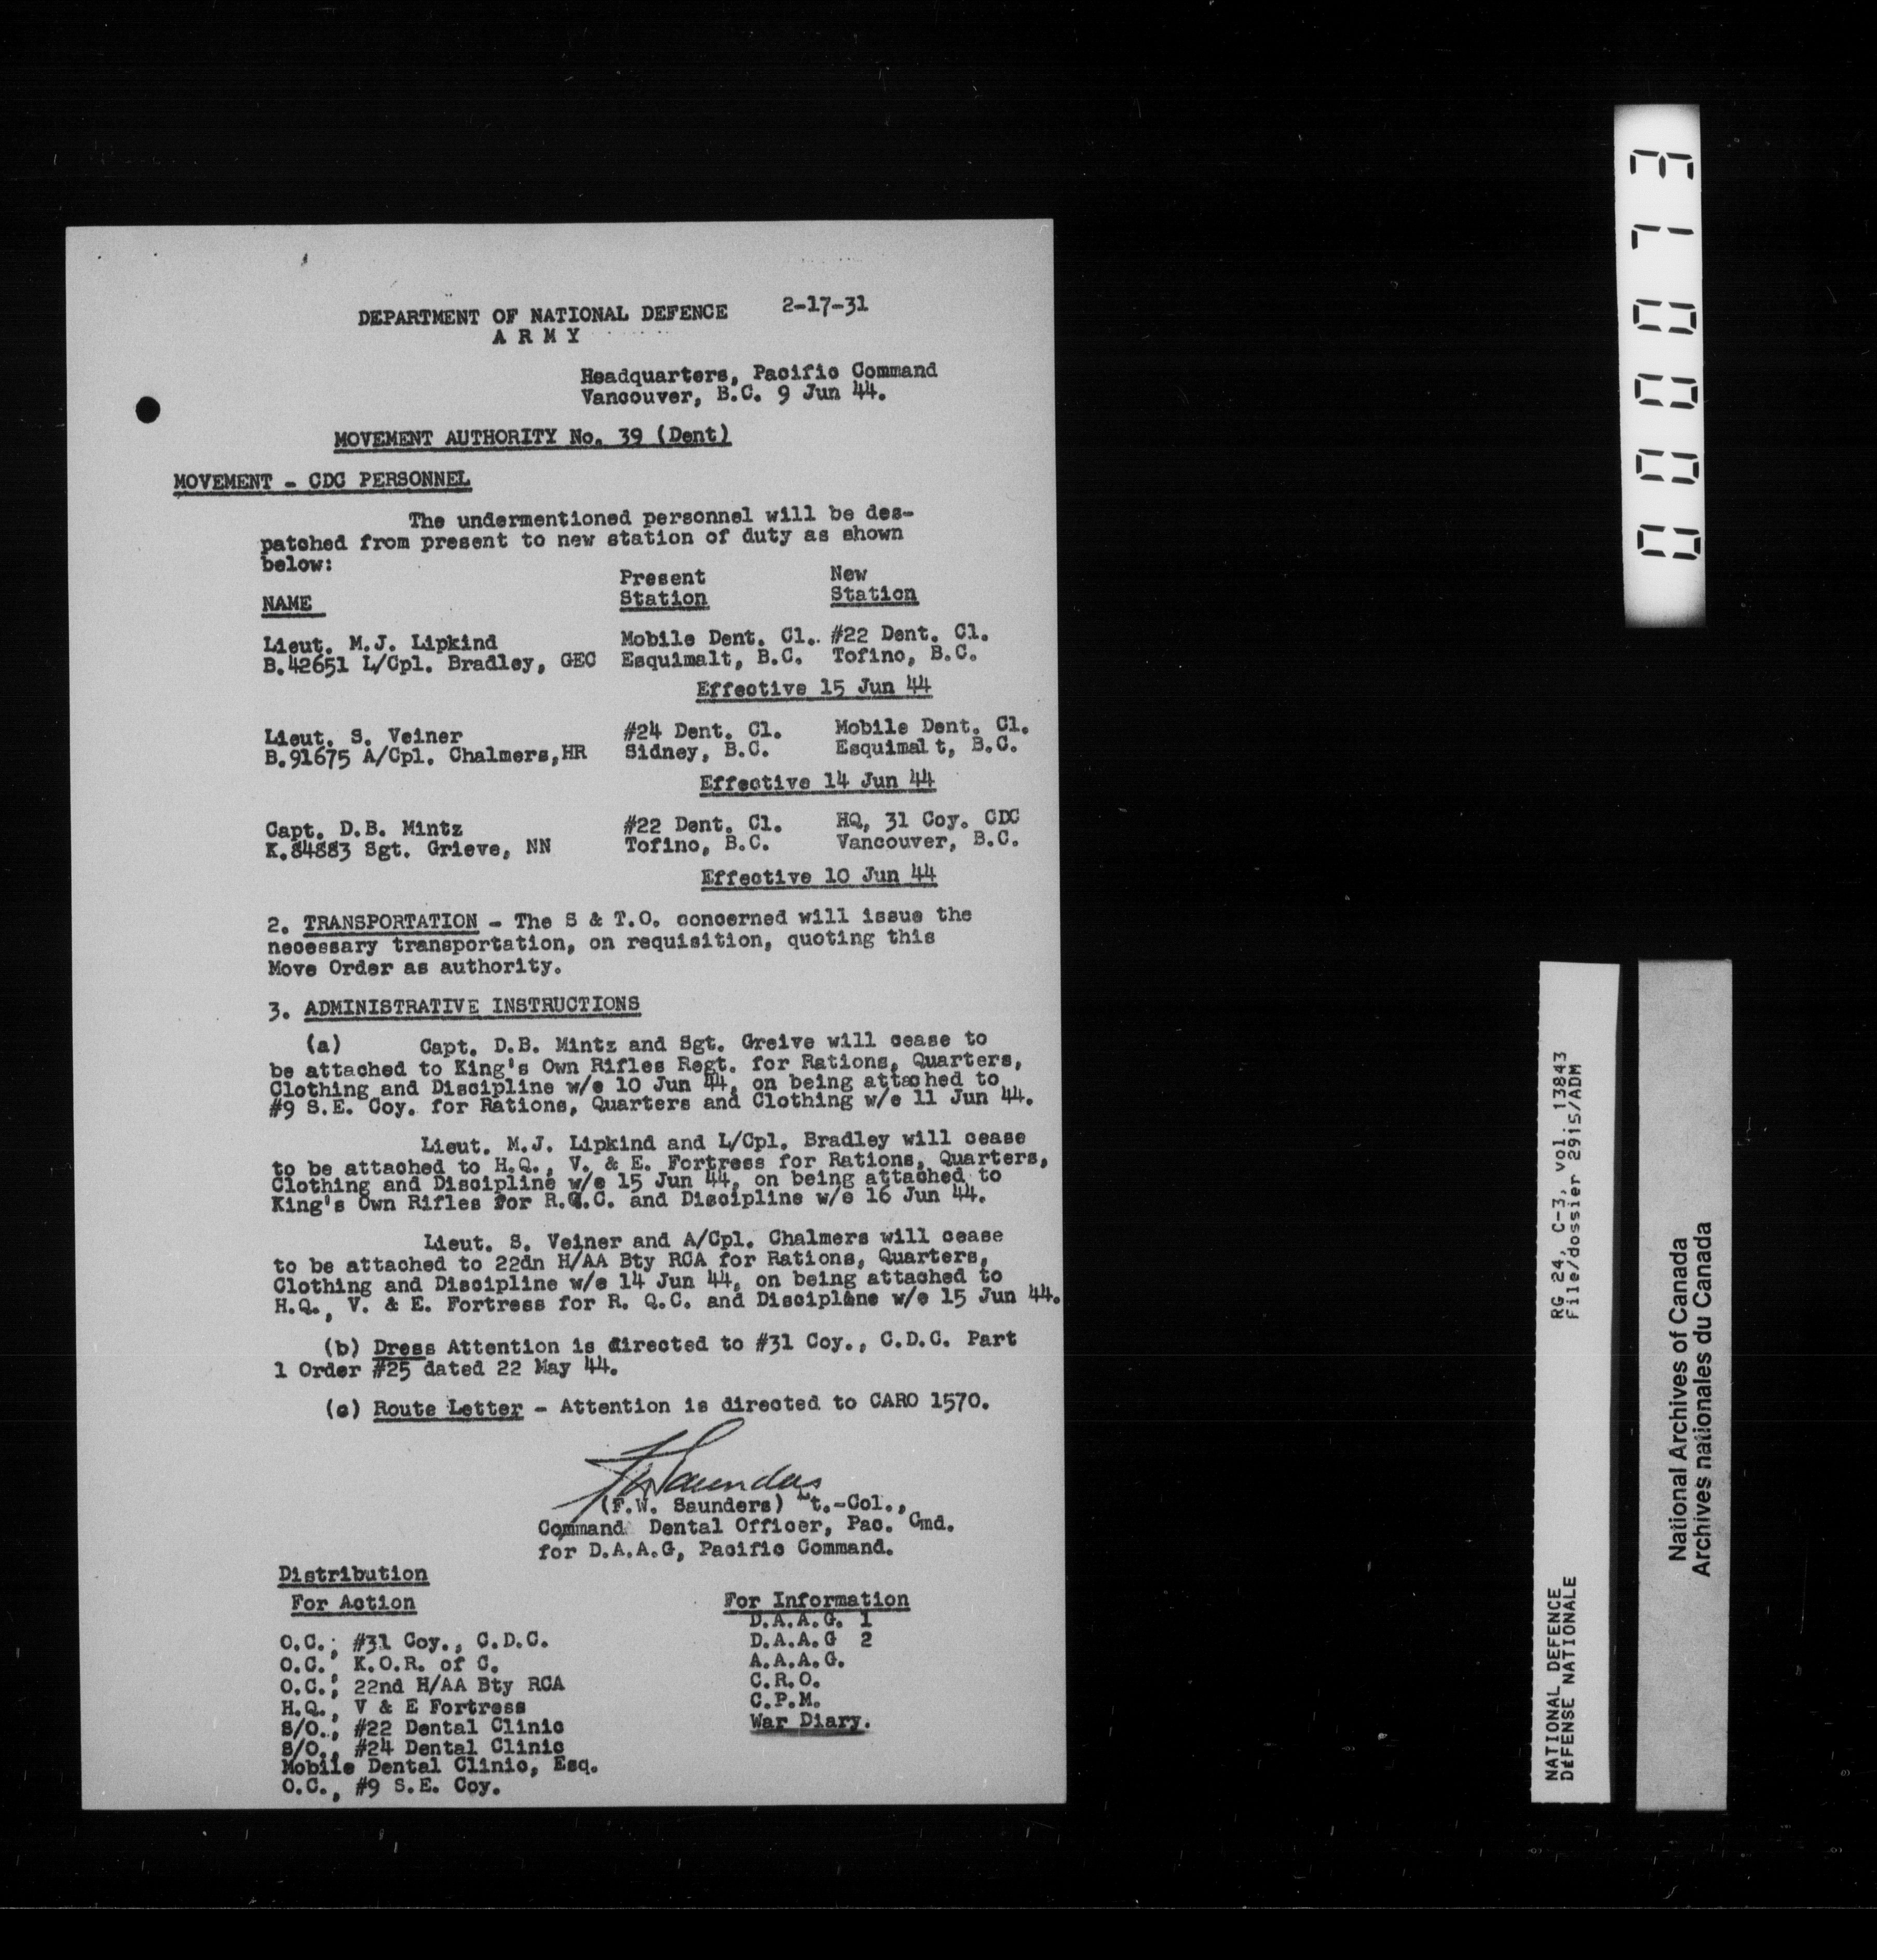 DEPARTMENT OF NATIONAL DEFENCE 2-17-31
A R M Y
Headquarters, Pacific Command
Vancouver, B.C. 9 Jun 44.
MOVEMENT AUTHORITY No. 39 (Dent)
MOVEMENT - CDC PERSONNEL
The undermentioned personnel will be des-
patched from present to new station of duty as shown
below:
Present New
NAME Station Station
Lieut. M.J. Lipkind Mobile Dent. Cl.. #22 Dent. Cl.
B.42651 L/Cpl. Bradley, GEC Esquimalt, B.C. Tofino, B.C.
Effective 15 Jun 44
Lieut. S. Veiner #24 Dent. Cl. Mobile Dent. Cl.
B.91675 A/Cpl. Chalmers,HR Sidney, B.C. Esquimal t, B.C.
Effective 14 Jun 44
Capt. D.B. Mintz #22 Dent. Cl. HQ, 31 Coy. CDC
K.84883 Sgt. Grieve, NN Tofino, B.C. Vancouver, B.C.
Effective 10 Jun 44
2. TRANSPORTATION - The S & T.O. concerned will issue the
necessary transportation, on requisition, quoting this
Move Order as authority.
3. ADMINISTRATIVE INSTRUCTIONS
(a) Capt. D.B. Mintz and Sgt. Greive will cease to
be attached to King's Own Rifles Regt. for Rations, Quarters,
Clothing and Discipline w/e 10 Jun 44, on being attached to
#9 S.E. Coy. for Rations, Quarters and Clothing w/e 11 Jun 44.
Lieut. M.J. Lipkind and L/Cpl. Bradley will cease
to be attached to H.Q., V. & E. Fortress for Rations, Quarters,
Clothing and Discipline w/e 15 Jun 44, on being attached to
King's Own Rifles for R.Q.C. and Discipline w/e 16 Jun 44.
Lieut. S. Veiner and A/Cpl. Chalmers will cease
to be attached to 22dn H/AA Bty RCA for Rations, Quarters,
Clothing and Discipline w/e 14 Jun 44, on being attached to
H.Q., V. & E. Fortress for R. Q.C. and Discipline w/e 15 Jun 44.
(b) Dress Attention is directed to #31 Coy., C.D.C. Part
1 Order #25 dated 22 May 44.
(c) Route Letter - Attention is directed to CARO 1570.
F W Saunders
(F.W. Saunders) Lt.-Col.,
Command Dental Officer, Pac. Cmd.
for D.A.A.G, Pacific Command.
Distribution
For Action For Information
D.A.A.G. 1
O.C., #31 Coy., C.D.C. D.A.A.G 2
O.C., K.O.R. of C. A.A.A.G.
O.C., 22nd H/AA Bty RCA C.R.O.
H.Q., V & E Fortress C.P.M.
S/O., #22 Dental Clinic War Diary.
S/O., #24 Dental Clinic
Mobile Dental Clinic, Esq.
O.C., #9 S.E. Coy.
00007E
NATIONAL DEFENCE RG 24, C-3, vol. 13843
DÉFENSE NATIONALE File/dossier 2915/ADM
National Archives of Canada
Archives nationales du Canada